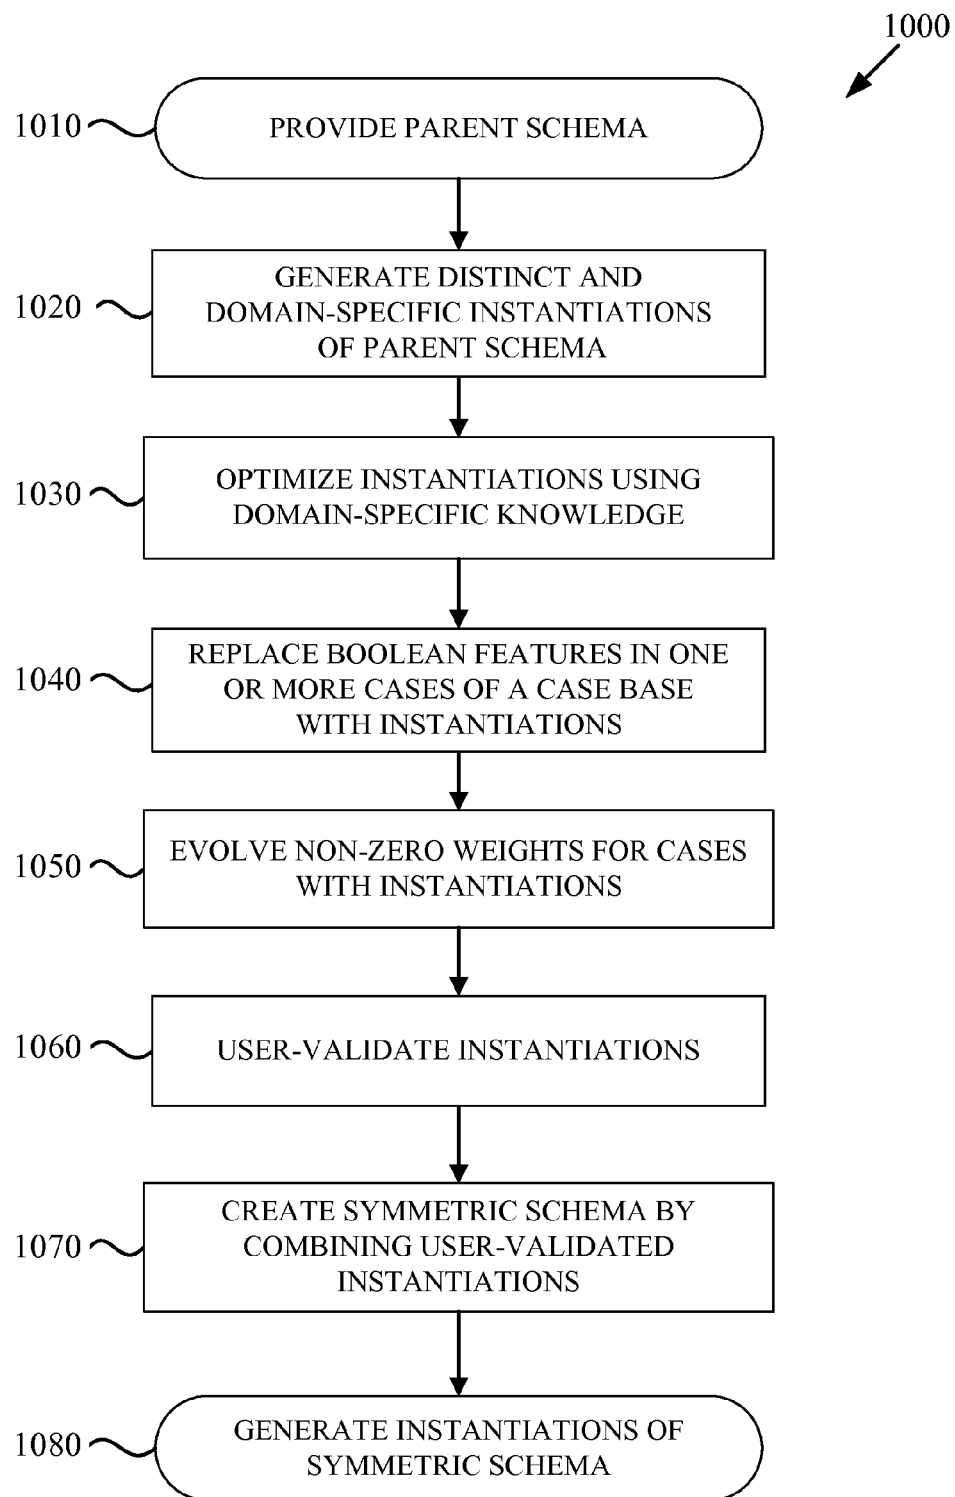 1000
1010
PROVIDE PARENT SCHEMA
1020
GENERATE DISTINCT AND
DOMAIN-SPECIFIC INSTANTIATIONS
OF PARENT SCHEMA
1030
OPTIMIZE INSTANTIATIONS USING
DOMAIN-SPECIFIC KNOWLEDGE
1040
REPLACE BOOLEAN FEATURES IN ONE
OR MORE CASES OF A CASE BASE
WITH INSTANTIATIONS
1050
EVOLVE NON-ZERO WEIGHTS FOR CASES
WITH INSTANTIATIONS
1060
USER-VALIDATE INSTANTIATIONS
1070
CREATE SYMMETRIC SCHEMA BY
COMBINING USER-VALIDATED
INSTANTIATIONS
1080
GENERATE INSTANTIATIONS OF
SYMMETRIC SCHEMA